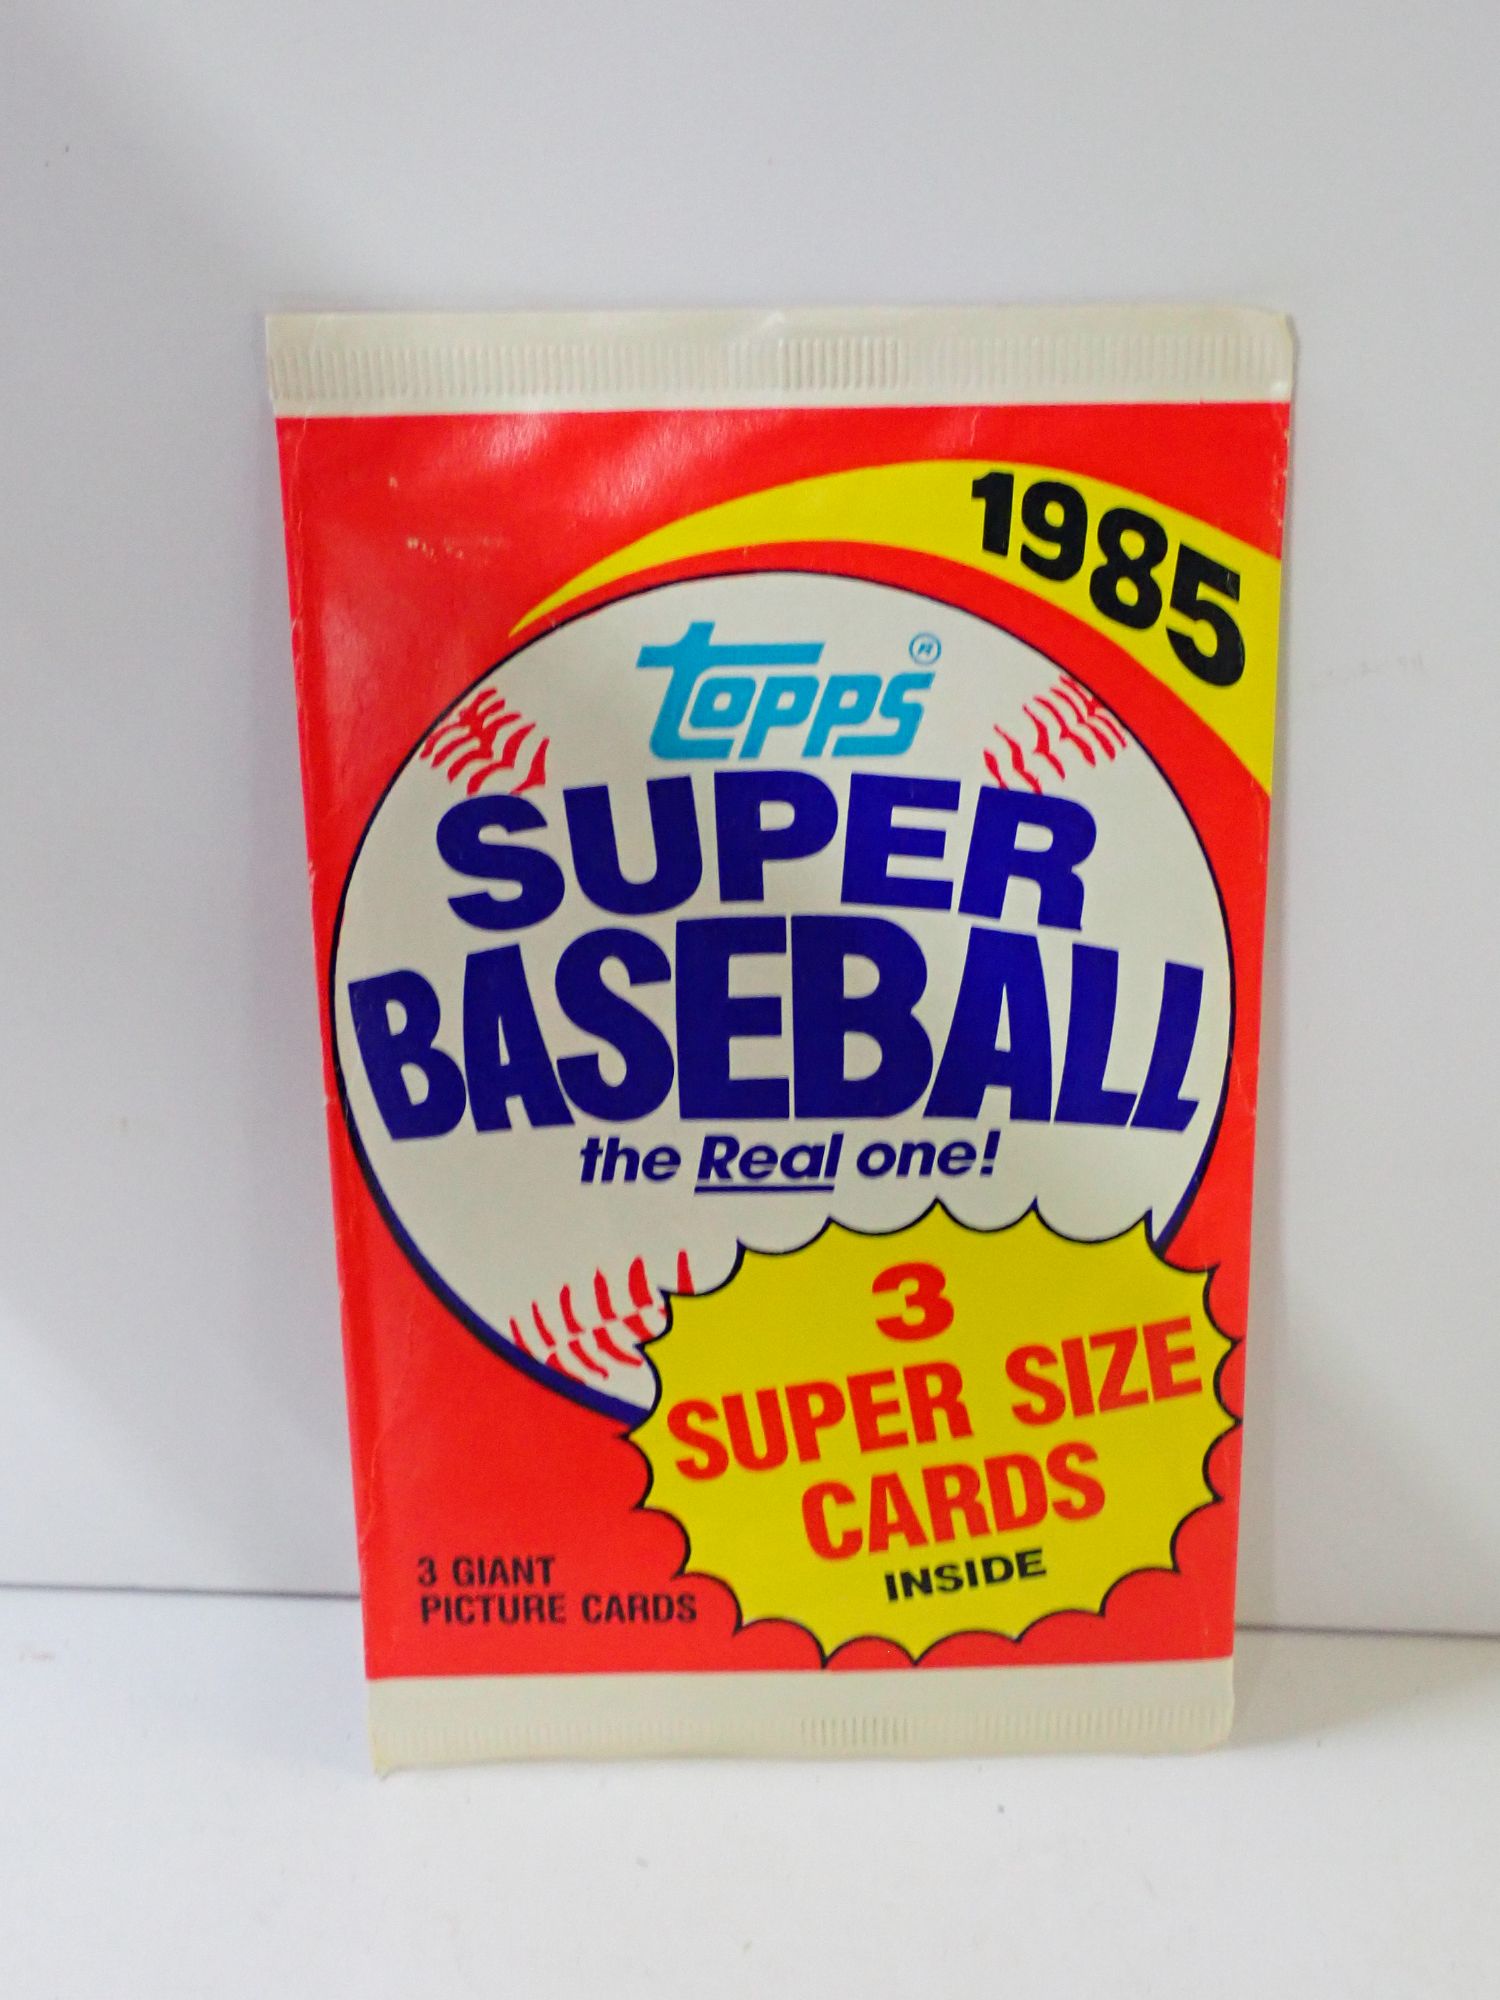 1985
topps ®
SUPER
BASEBALL
the Real one!
3
SUPER SIZE
CARDS
INSIDE
3 GIANT
PICTURE CARDS